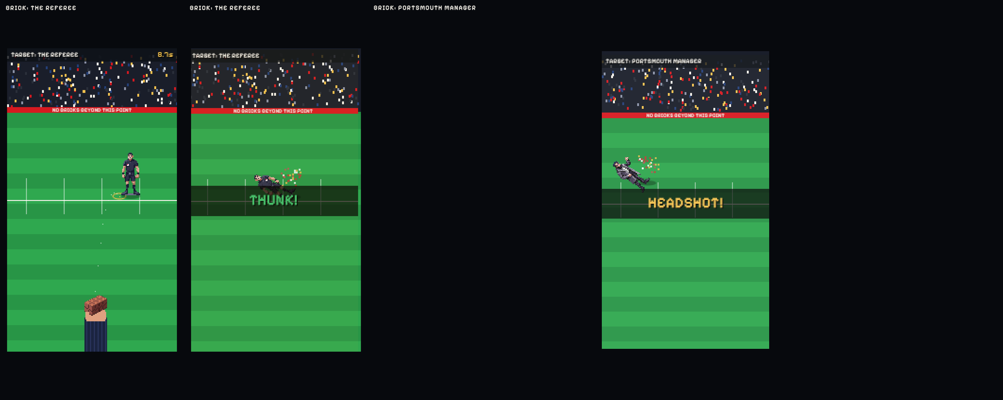 BRICK: THE REFEREE
BRICK: THE REFEREE
BRICK: PORTSMOUTH MANAGER
TARGET: THE REFEREE
8.7s
NO BRICKS BEYOND THIS POINT
TARGET: THE REFEREE
NO BRICKS BEYOND THIS POINT
THUNK!
TARGET: PORTSMOUTH MANAGER
NO BRICKS BEYOND THIS POINT
HEADSHOT!